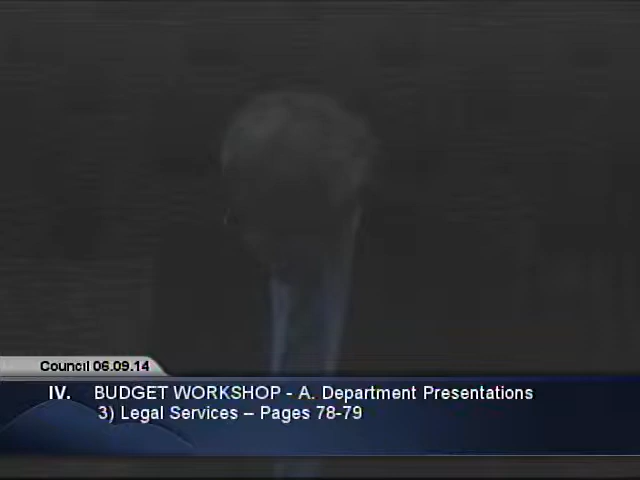 Council 06.09.14
IV. BUDGET WORKSHOP - A. Department Presentations
3) Legal Services – Pages 78-79